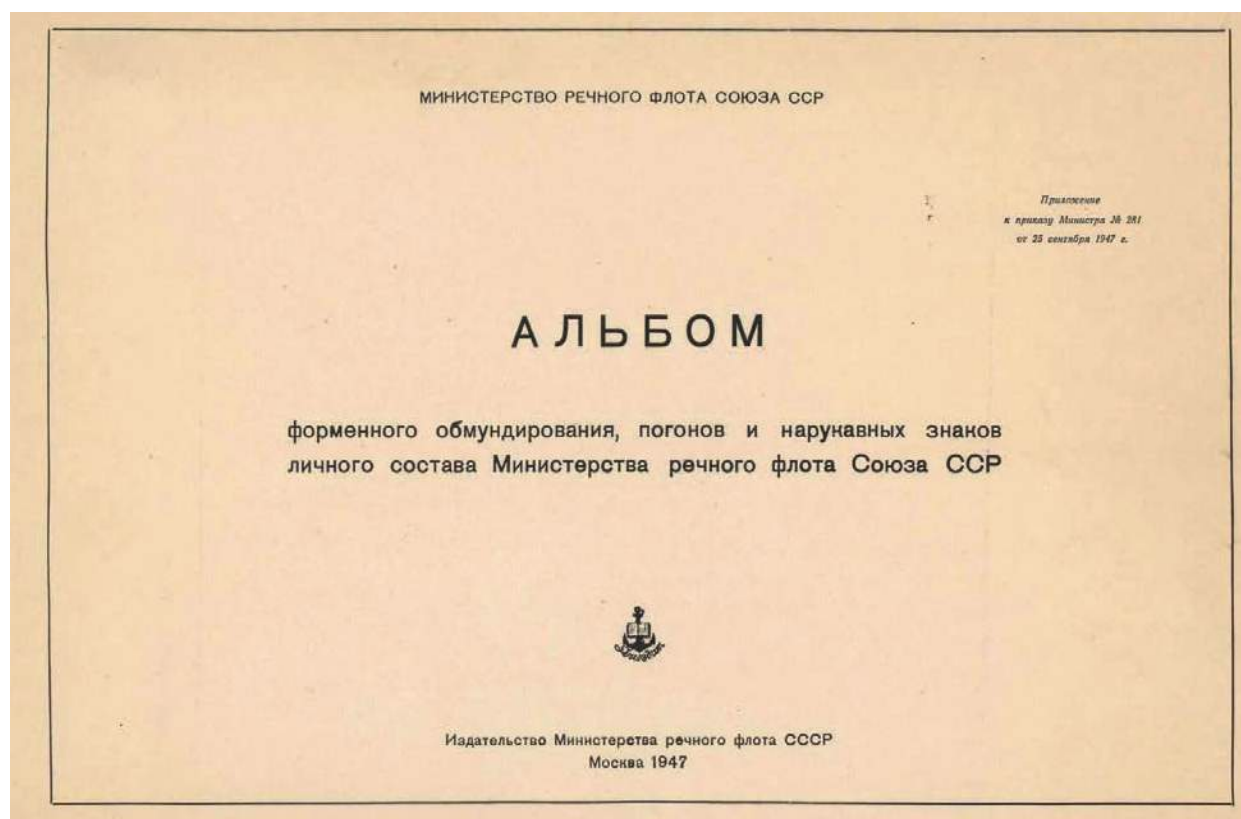 МИНИСТЕРСТВО РЕЧНОГО ФЛОТА СОЮЗА ССР
Приложение
к приказу Министра № 281
от 25 сентября 1947 г.
АЛЬБОМ
форменного обмундирования, погонов и нарукавных знаков
личного состава Министерства речного флота Союза ССР
Издательство Министерства речного флота СССР
Москва 1947